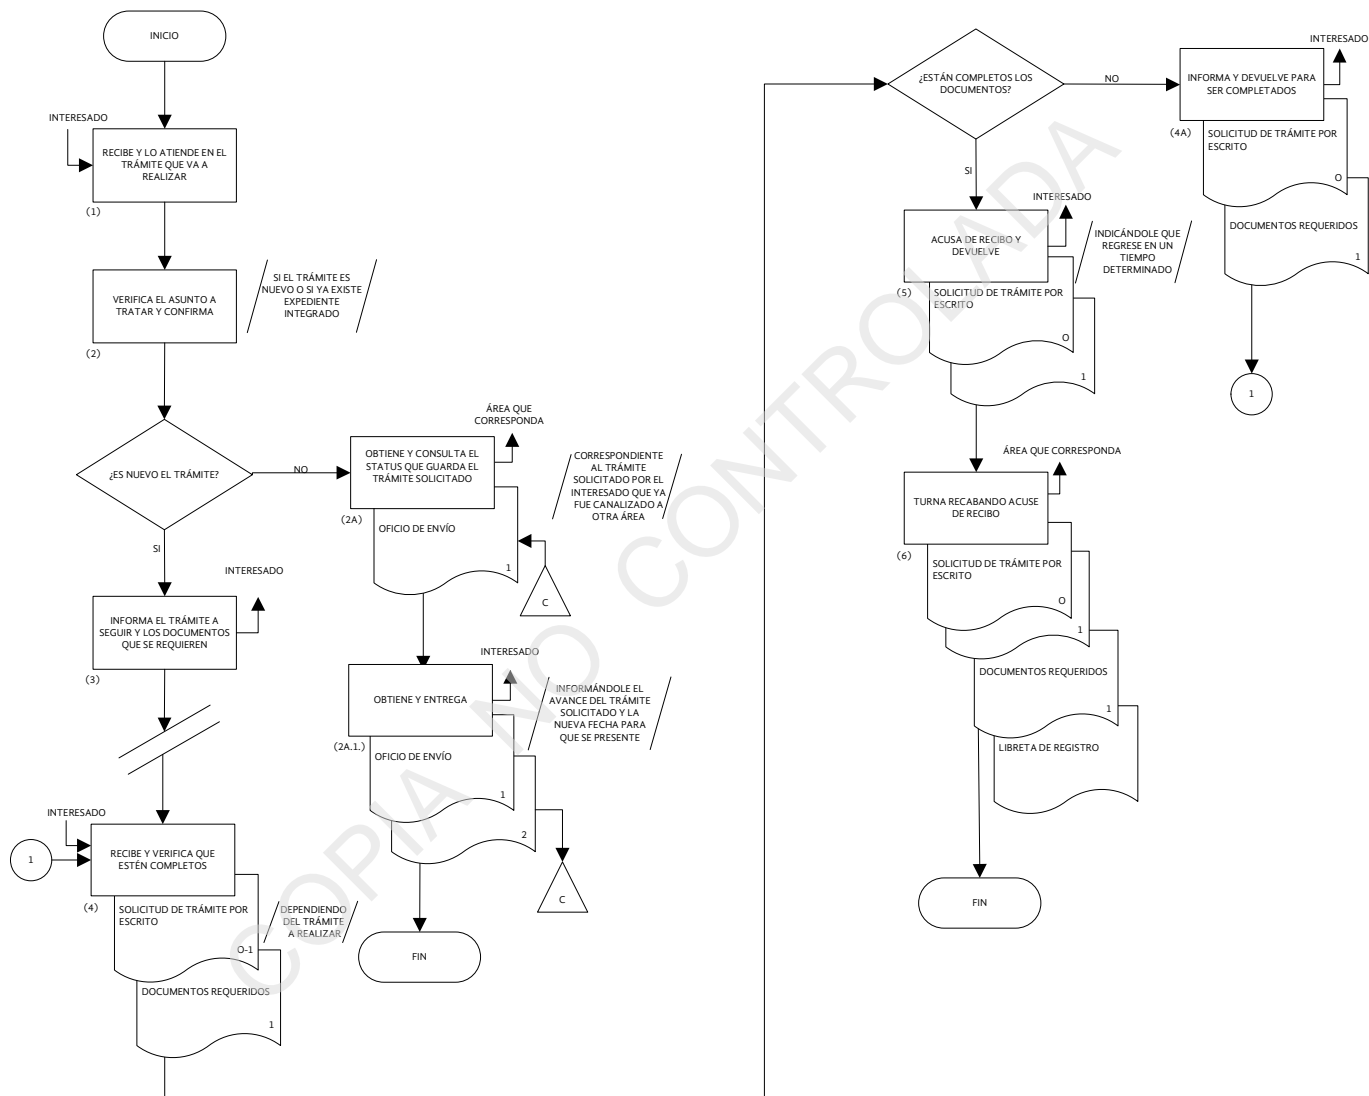 INICIO
INTERESADO
RECIBE Y LO ATIENDE EN EL
TRÁMITE QUE VA A
REALIZAR
(1)
VERIFICA EL ASUNTO A
TRATAR Y CONFIRMA
(2)
SI EL TRÁMITE ES
NUEVO O SI YA EXISTE
EXPEDIENTE
INTEGRADO
¿ES NUEVO EL TRÁMITE?
NO
SI
ÁREA QUE
CORRESPONDA
OBTIENE Y CONSULTA EL
STATUS QUE GUARDA EL
TRÁMITE SOLICITADO
(2A)
OFICIO DE ENVÍO
1
C
CORRESPONDIENTE
AL TRÁMITE
SOLICITADO POR EL
INTERESADO QUE YA
FUE CANALIZADO A
OTRA ÁREA
INTERESADO
INFORMA EL TRÁMITE A
SEGUIR Y LOS DOCUMENTOS
QUE SE REQUIEREN
(3)
INTERESADO
OBTIENE Y ENTREGA
(2A.1.)
OFICIO DE ENVÍO
1
2
C
INFORMÁNDOLE EL
AVANCE DEL TRÁMITE
SOLICITADO Y LA
NUEVA FECHA PARA
QUE SE PRESENTE
FIN
INTERESADO
1
RECIBE Y VERIFICA QUE
ESTÉN COMPLETOS
(4)
SOLICITUD DE TRÁMITE POR
ESCRITO
O-1
DEPENDIENDO
DEL TRÁMITE
A REALIZAR
DOCUMENTOS REQUERIDOS
1
¿ESTÁN COMPLETOS LOS
DOCUMENTOS?
NO
SI
INTERESADO
INFORMA Y DEVUELVE PARA
SER COMPLETADOS
(4A)
SOLICITUD DE TRÁMITE POR
ESCRITO
O
DOCUMENTOS REQUERIDOS
1
1
INTERESADO
ACUSA DE RECIBO Y
DEVUELVE
(5)
SOLICITUD DE TRÁMITE POR
ESCRITO
O
1
INDICÁNDOLE QUE
REGRESE EN UN
TIEMPO
DETERMINADO
ÁREA QUE CORRESPONDA
TURNA RECABANDO ACUSE
DE RECIBO
(6)
SOLICITUD DE TRÁMITE POR
ESCRITO
O
1
DOCUMENTOS REQUERIDOS
1
LIBRETA DE REGISTRO
FIN
COPIA NO CONTROLADA